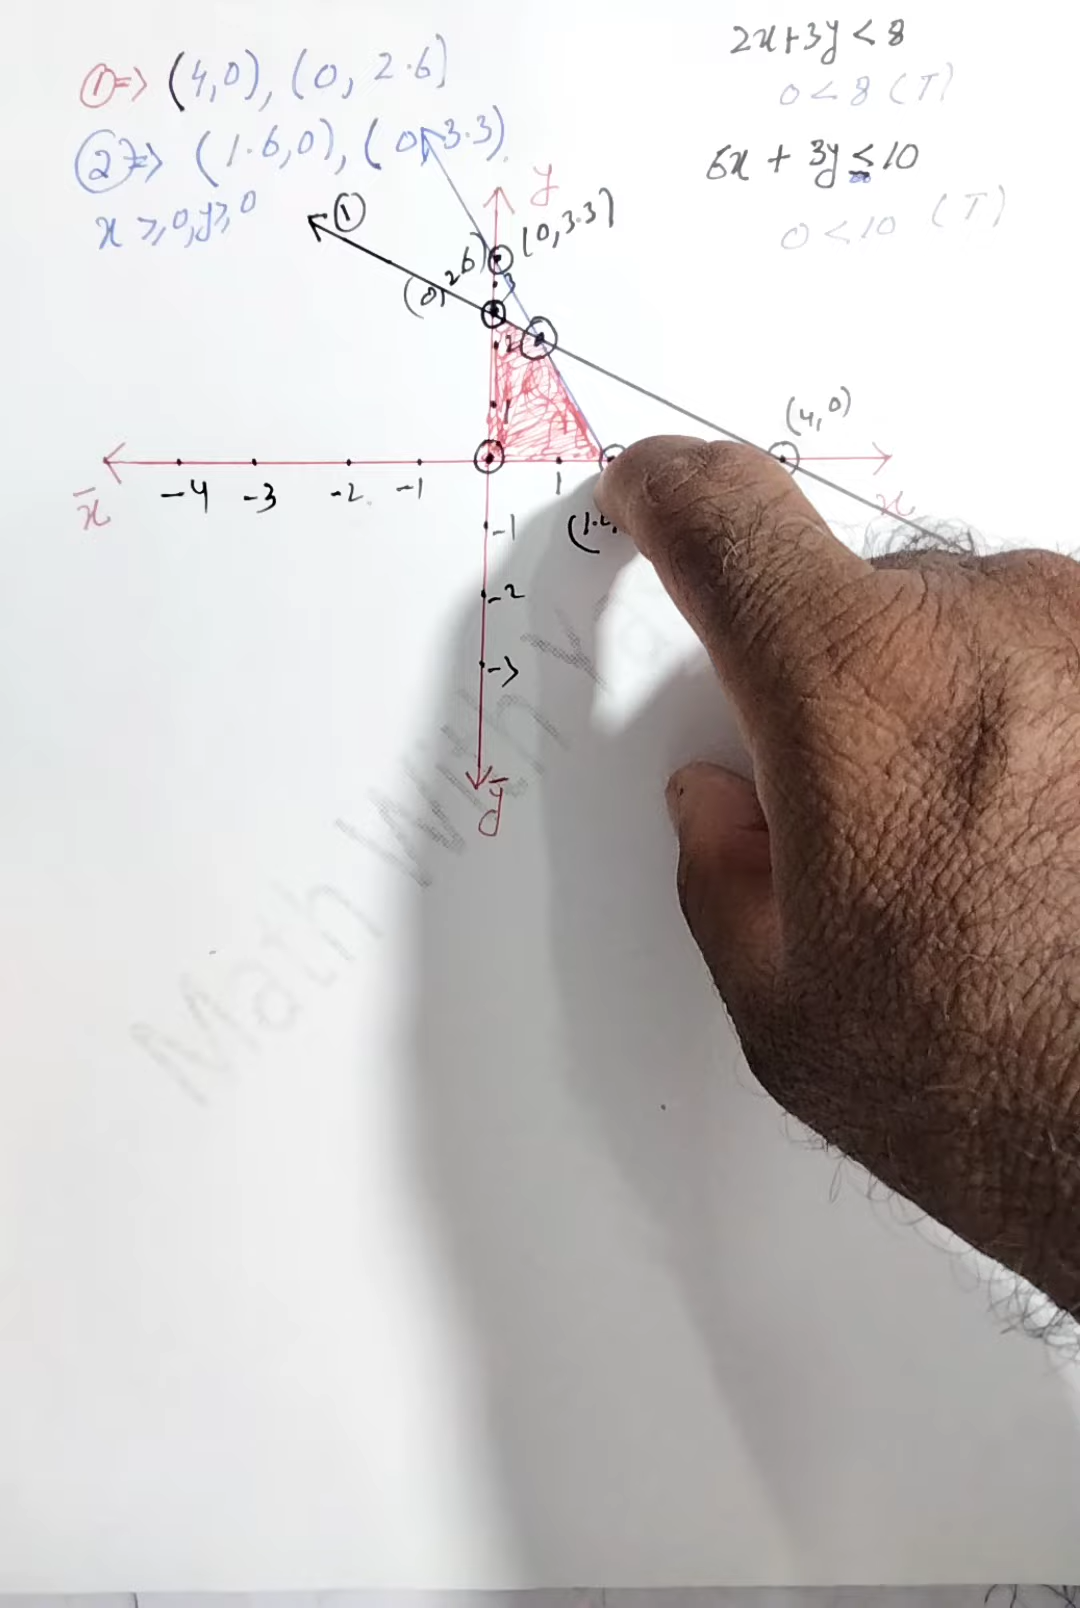 ①=> (4,0), (0, 2.6)
②=> (1.6,0), (0, 3.3)
x ≥, 0, y ≥, 0
2x+3y < 8
0 < 8 (T)
6x + 3y ≤ 10
0 < 10 (T)
①
y
(0, 3.3)
(0, 2.6)
3
2
1
(4,0)
-4 -3 -2 -1 1
x̄ x
-1
-2
-3
ȳ
Math With